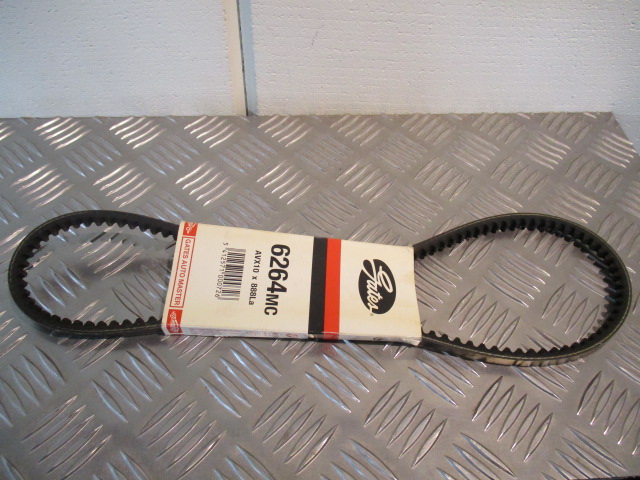 GATES AUTO MASTER
6264MC
AVX10 x 888La
Gates